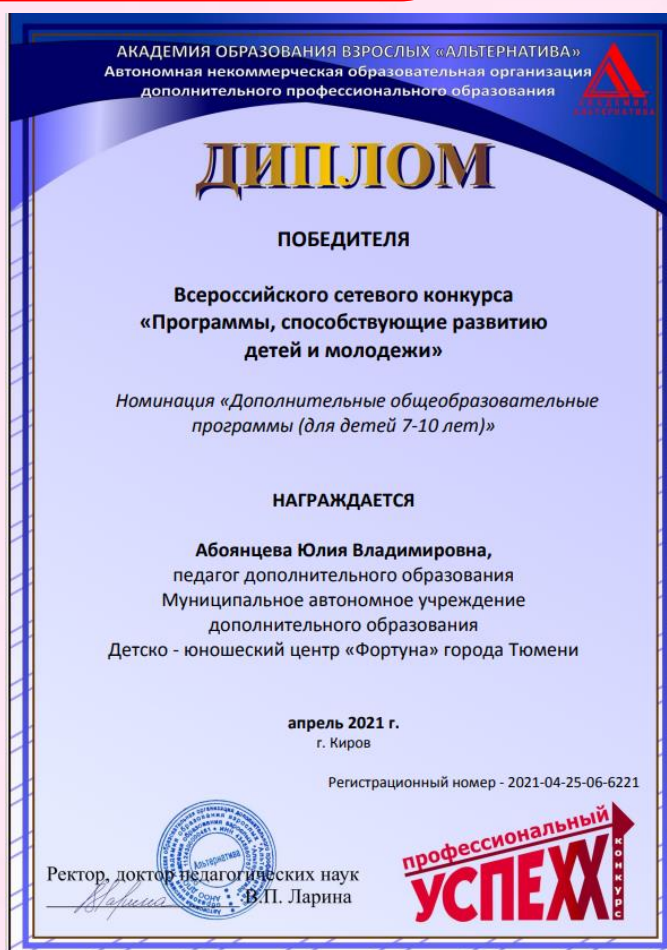 АКАДЕМИЯ ОБРАЗОВАНИЯ ВЗРОСЛЫХ «АЛЬТЕРНАТИВА»
Автономная некоммерческая образовательная организация
дополнительного профессионального образования
АКАДЕМИЯ
АЛЬТЕРНАТИВА
ДИПЛОМ
ПОБЕДИТЕЛЯ
Всероссийского сетевого конкурса
«Программы, способствующие развитию
детей и молодежи»
Номинация «Дополнительные общеобразовательные
программы (для детей 7-10 лет)»
НАГРАЖДАЕТСЯ
Абоянцева Юлия Владимировна,
педагог дополнительного образования
Муниципальное автономное учреждение
дополнительного образования
Детско - юношеский центр «Фортуна» города Тюмени
апрель 2021 г.
г. Киров
Регистрационный номер - 2021-04-25-06-6221
Альтернатива
Ректор, доктор педагогических наук
В.П. Ларина
профессиональный
УСПЕХ
конкурс